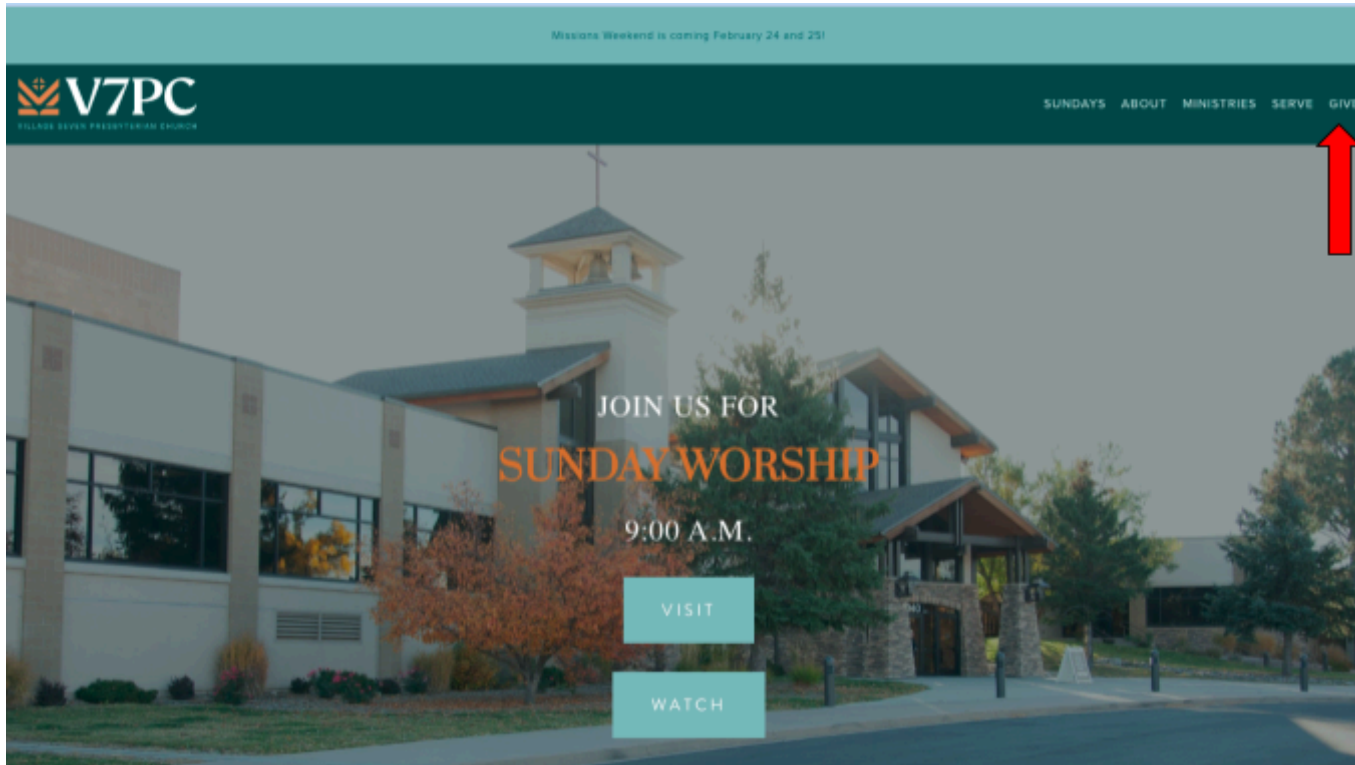 Missions Weekend is coming February 24 and 25!
V7PC
VILLAGE SEVEN PRESBYTERIAN CHURCH
SUNDAYS ABOUT MINISTRIES SERVE GIVE
JOIN US FOR
SUNDAY WORSHIP
9:00 A.M.
VISIT
WATCH